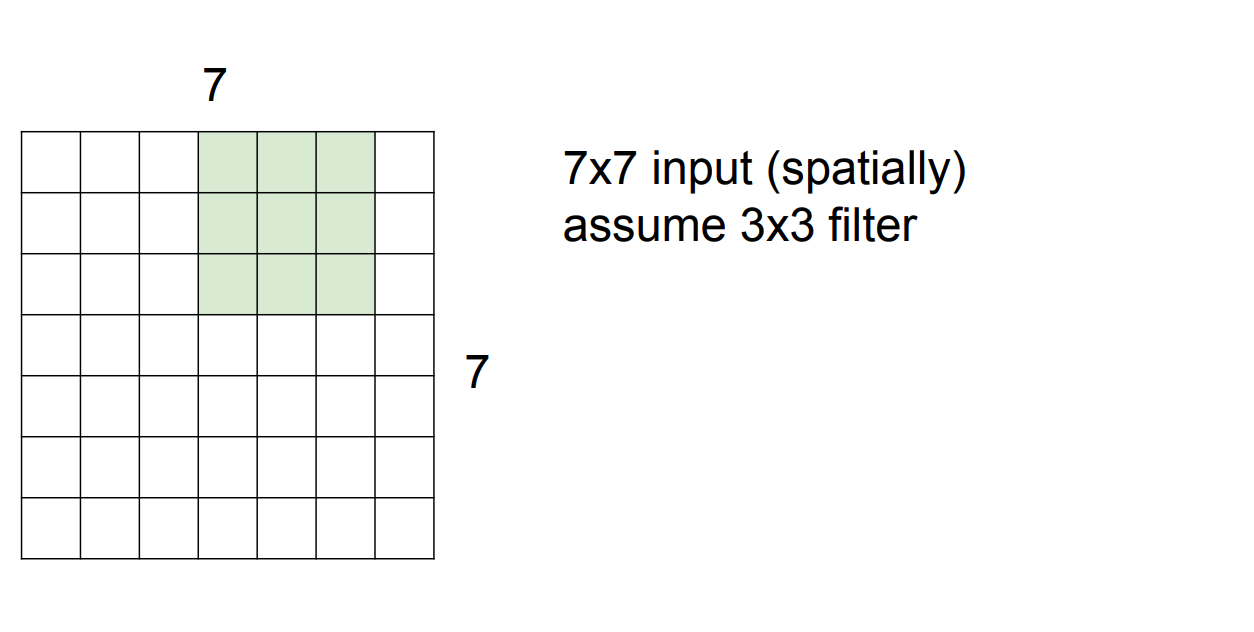 7
7x7 input (spatially)
assume 3x3 filter
7